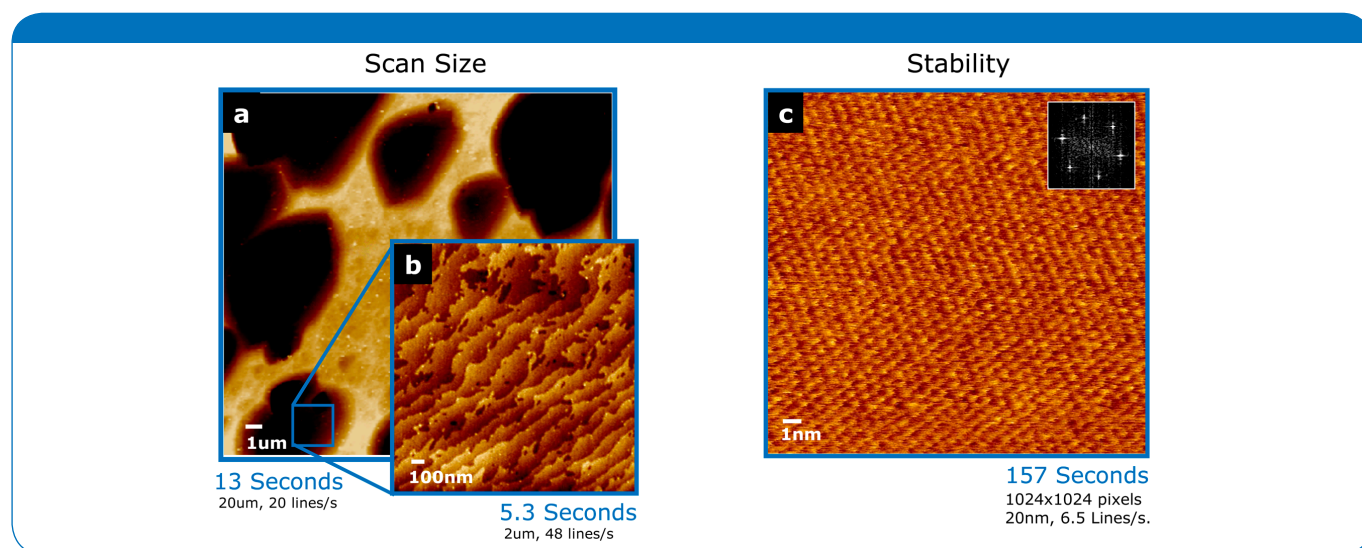 Scan Size
a
1um
b
100nm
13 Seconds
20um, 20 lines/s
5.3 Seconds
2um, 48 lines/s
Stability
c
1nm
157 Seconds
1024x1024 pixels
20nm, 6.5 Lines/s.